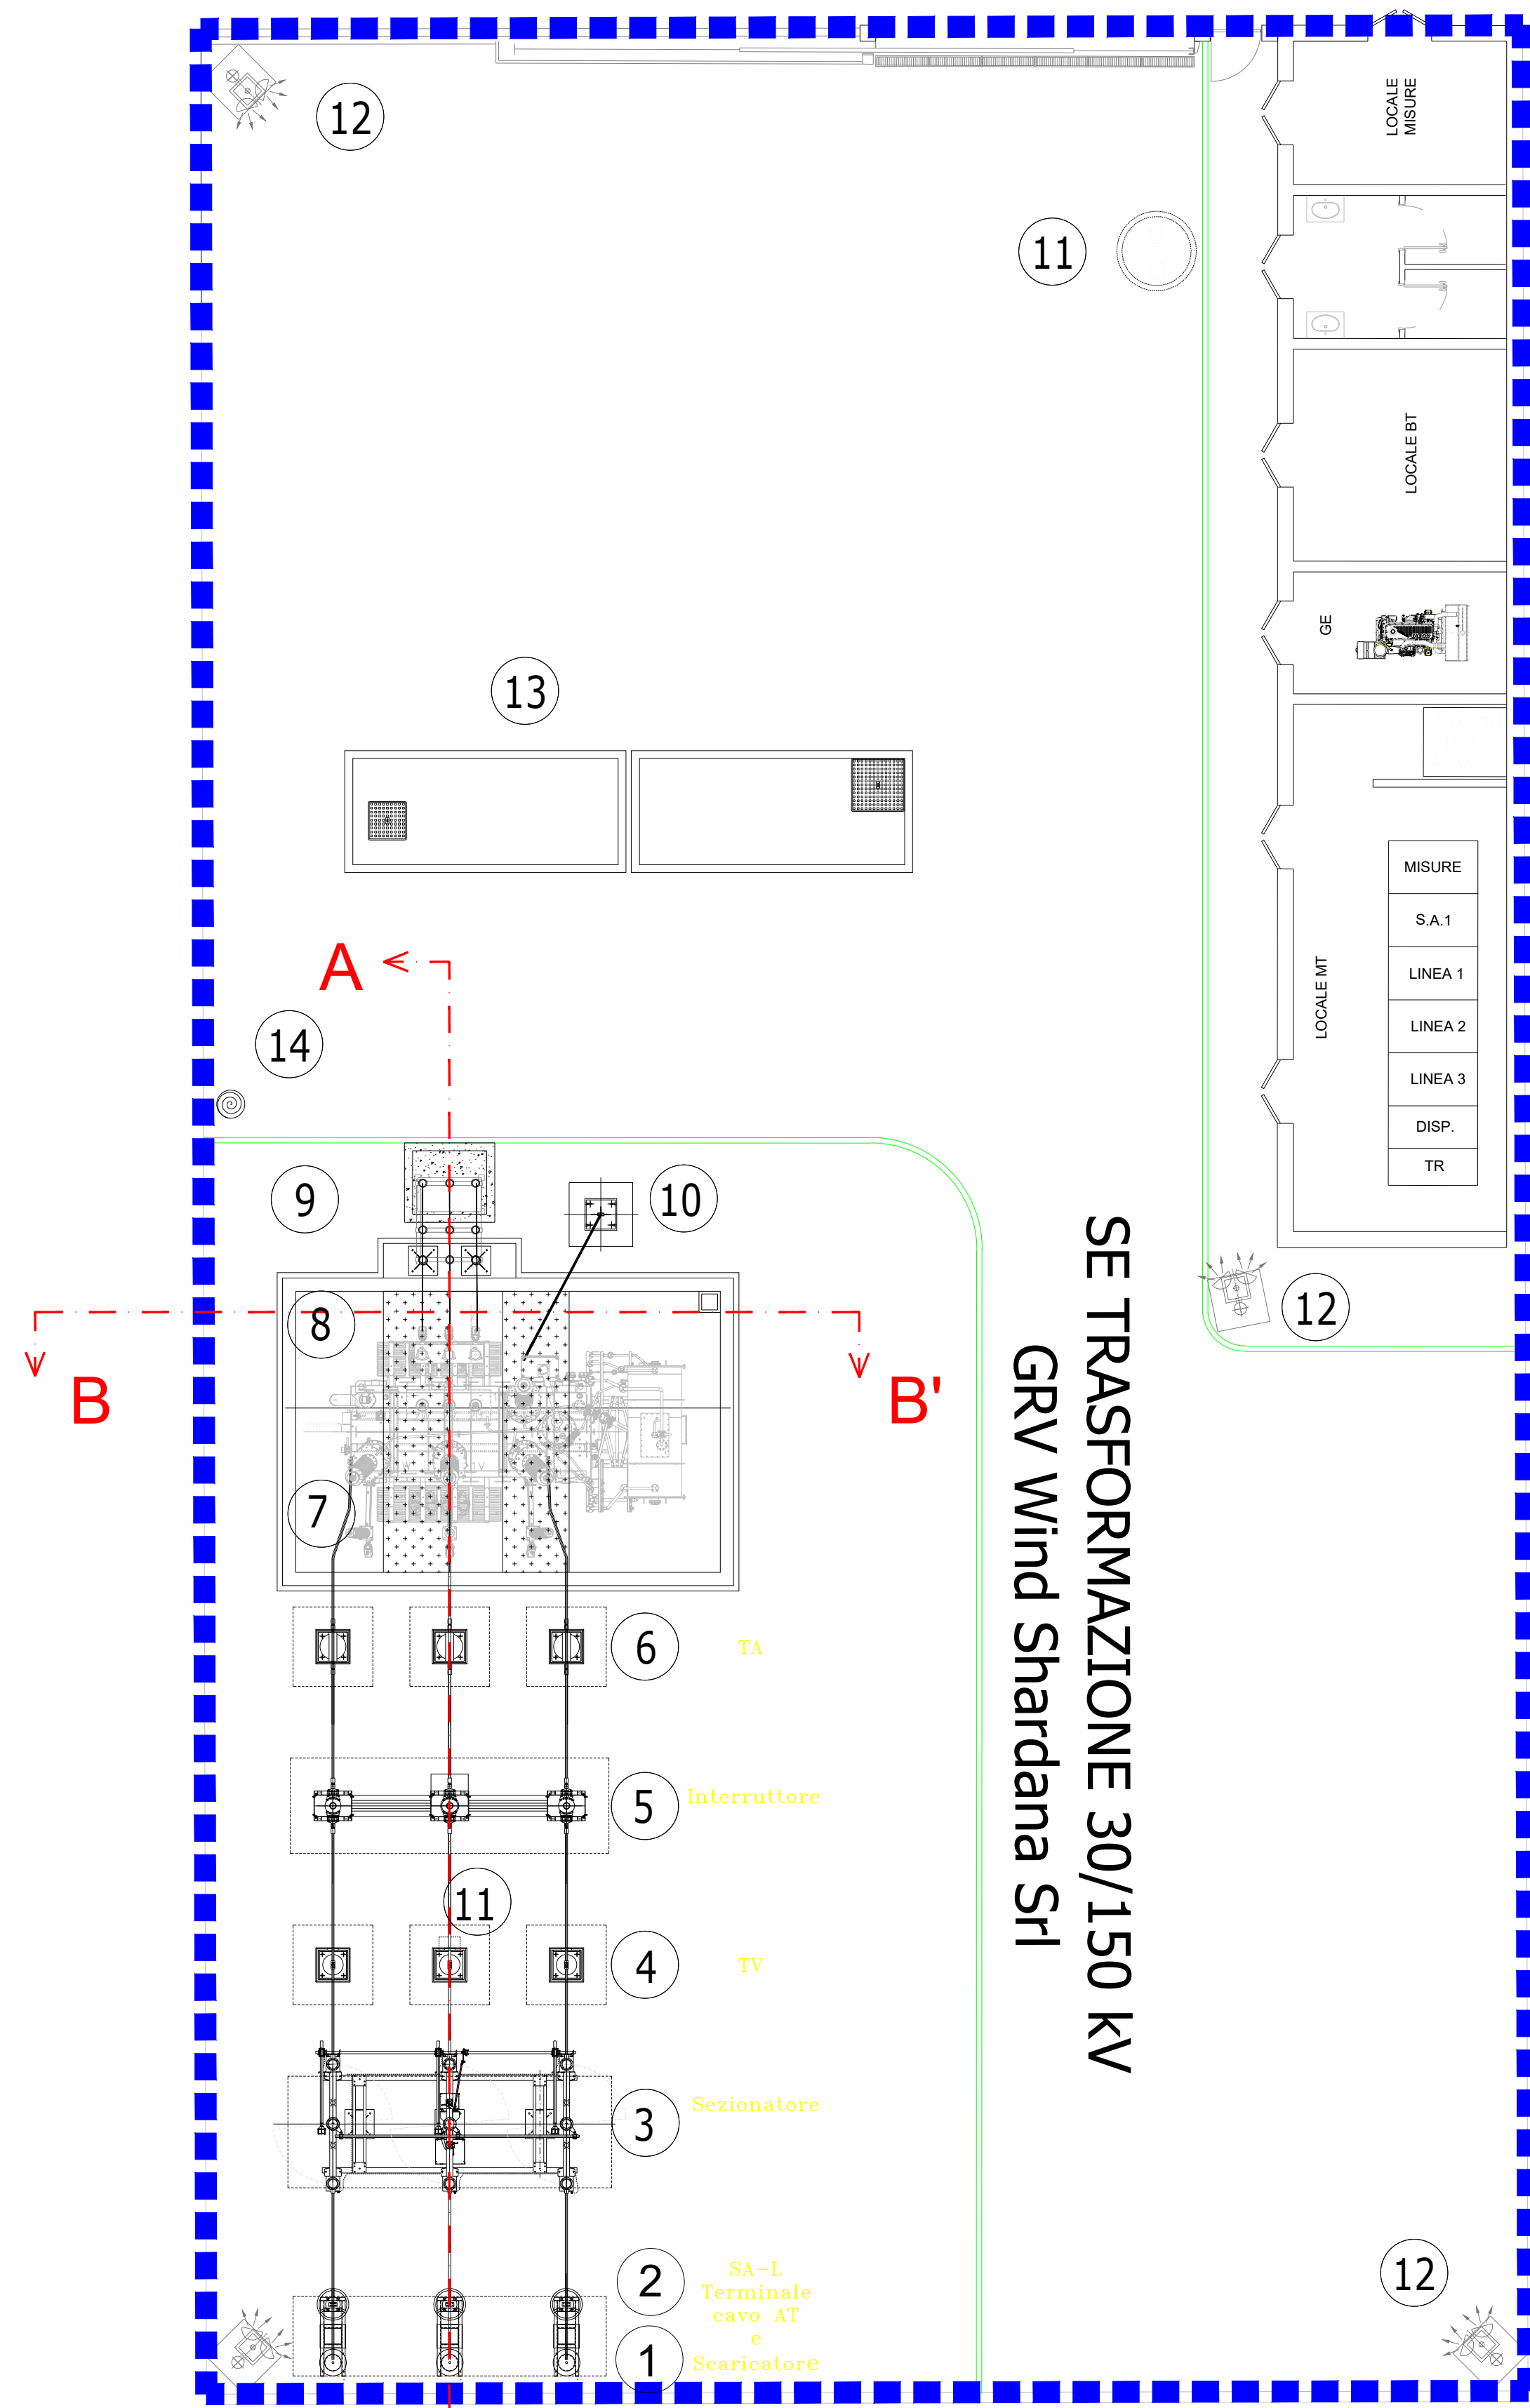 12
LOCALE
MISURE
11
LOCALE BT
GE
13
MISURE
S.A.1
LINEA 1
LINEA 2
LINEA 3
DISP.
TR
LOCALE MT
A
14
9
10
8
12
B
B'
7
SE TRASFORMAZIONE 30/150 kV
GRV Wind Shardana Srl
6
TA
5
Interruttore
11
4
TV
3
Sezionatore
2
SA-L
Terminale
cavo AT
e
Scaricatore
1
12